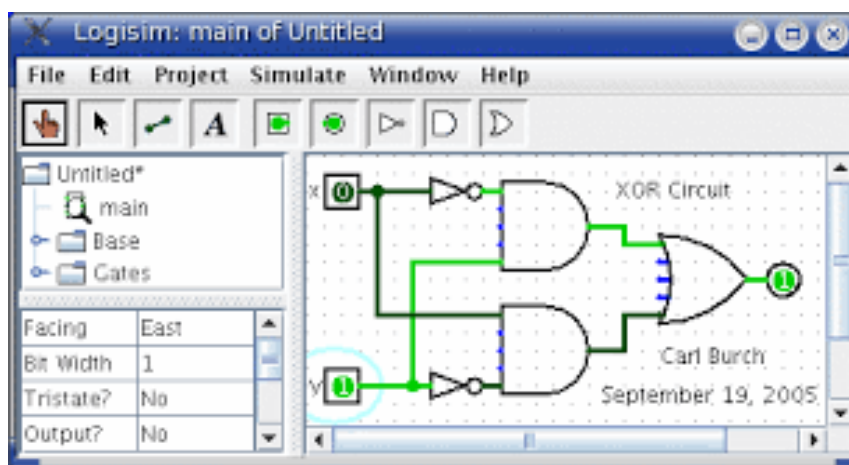 Logisim: main of Untitled
File Edit Project Simulate Window Help
A
Untitled*
main
Base
Gates
Facing East
Bit Width 1
Tristate? No
Output? No
x 0
XOR Circuit
1
y 1
Carl Burch
September 19, 2005